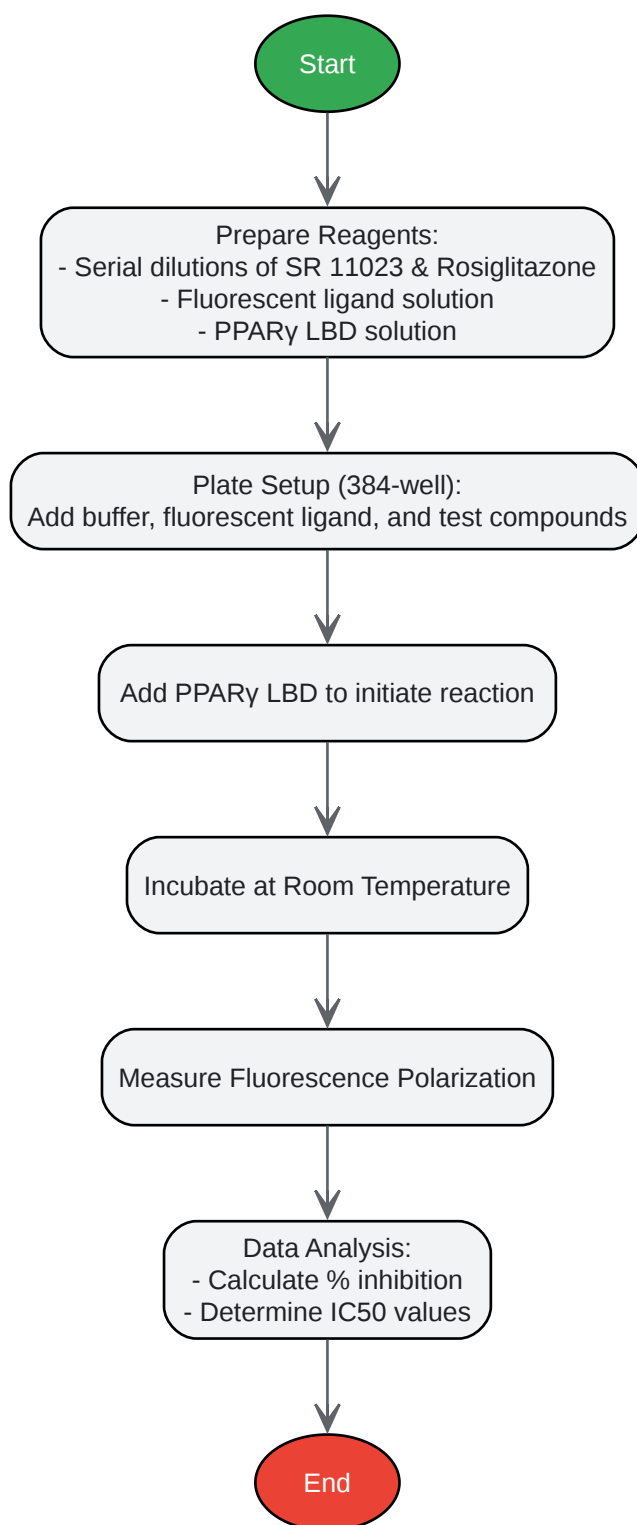 Start
Prepare Reagents:
- Serial dilutions of SR 11023 & Rosiglitazone
- Fluorescent ligand solution
- PPARγ LBD solution
Plate Setup (384-well):
Add buffer, fluorescent ligand, and test compounds
Add PPARγ LBD to initiate reaction
Incubate at Room Temperature
Measure Fluorescence Polarization
Data Analysis:
- Calculate % inhibition
- Determine IC50 values
End